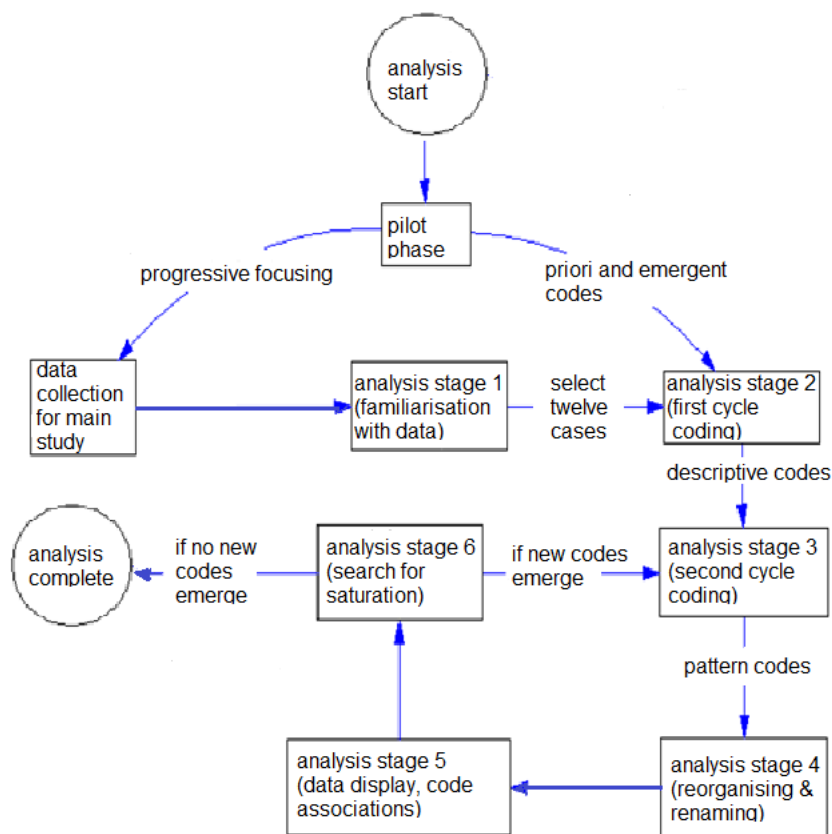 analysis
start
pilot
phase
progressive focusing
priori and emergent
codes
data
collection
for main
study
analysis stage 1
(familiarisation
with data)
select
twelve
cases
analysis stage 2
(first cycle
coding)
descriptive codes
analysis
complete
if no new
codes
emerge
analysis stage 6
(search for
saturation)
if new codes
emerge
analysis stage 3
(second cycle
coding)
pattern codes
analysis stage 5
(data display, code
associations)
analysis stage 4
(reorganising &
renaming)